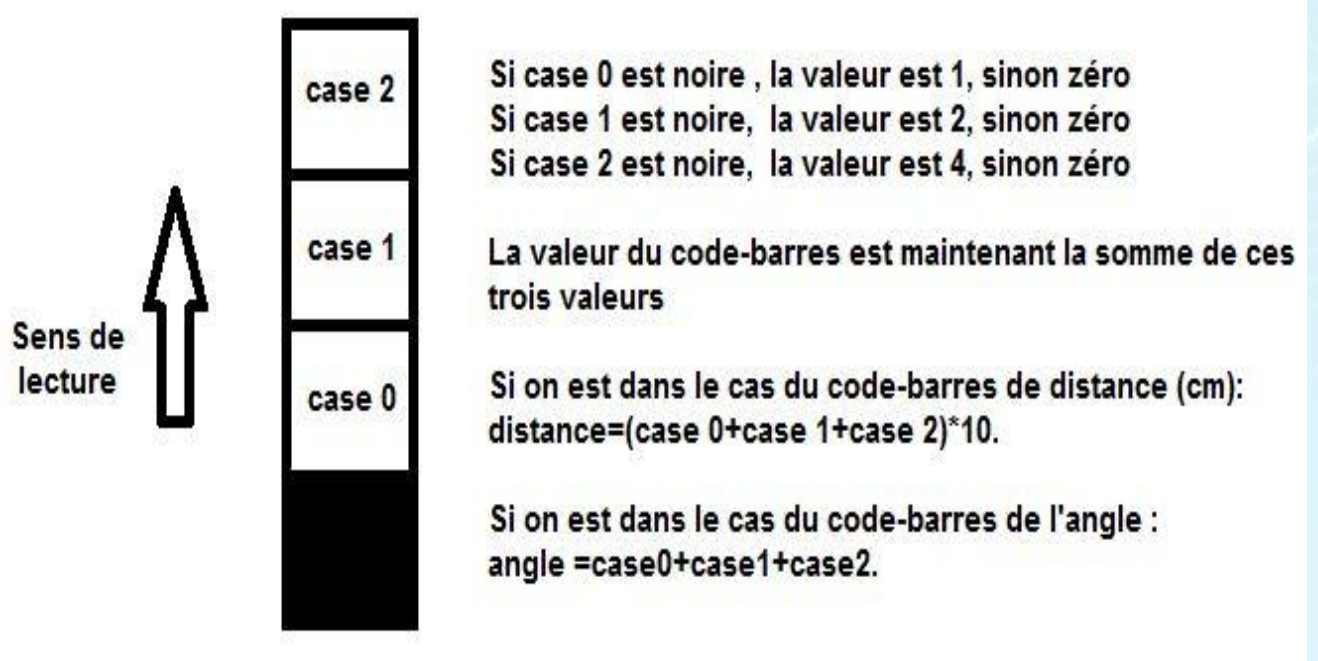 case 2
case 1
case 0
Sens de
lecture
Si case 0 est noire , la valeur est 1, sinon zéro
Si case 1 est noire, la valeur est 2, sinon zéro
Si case 2 est noire, la valeur est 4, sinon zéro
La valeur du code-barres est maintenant la somme de ces
trois valeurs
Si on est dans le cas du code-barres de distance (cm):
distance=(case 0+case 1+case 2)*10.
Si on est dans le cas du code-barres de l'angle :
angle =case0+case1+case2.